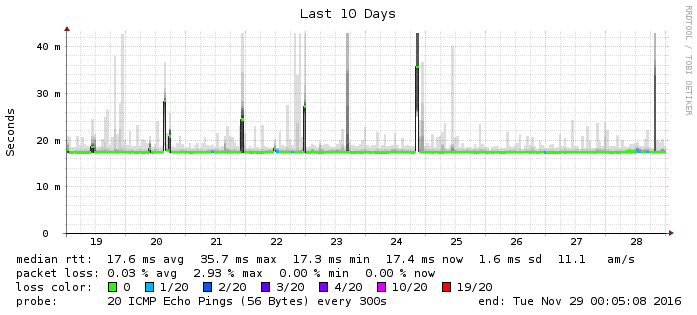 Last 10 Days
RRDTOOL / TOBI OETIKER
Seconds
40 m
30 m
20 m
10 m
0
19 20 21 22 23 24 25 26 27 28
median rtt: 17.6 ms avg 35.7 ms max 17.3 ms min 17.4 ms now 1.6 ms sd 11.1 am/s
packet loss: 0.03 % avg 2.93 % max 0.00 % min 0.00 % now
loss color: 0 1/20 2/20 3/20 4/20 10/20 19/20
probe: 20 ICMP Echo Pings (56 Bytes) every 300s end: Tue Nov 29 00:05:08 2016